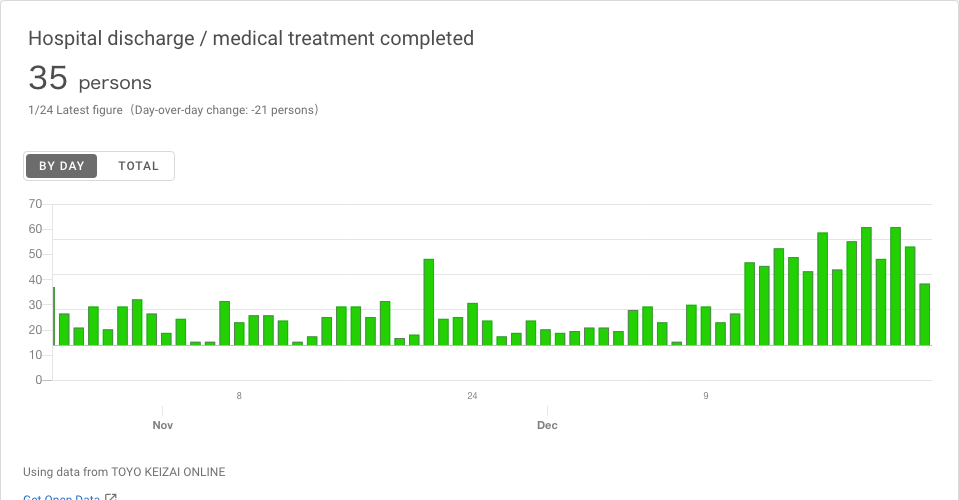 Hospital discharge / medical treatment completed
35 persons
1/24 Latest figure（Day-over-day change: -21 persons）
BY DAY TOTAL
70
60
50
40
30
20
10
0
8 24 9
Nov Dec
Using data from TOYO KEIZAI ONLINE
Get Open Data